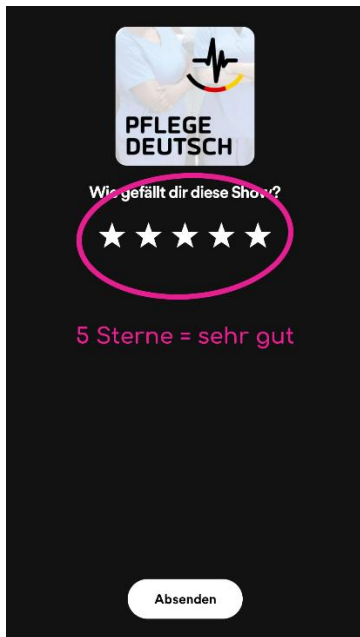 PFLEGE
DEUTSCH
Wie gefällt dir diese Show?
5 Sterne = sehr gut
Absenden